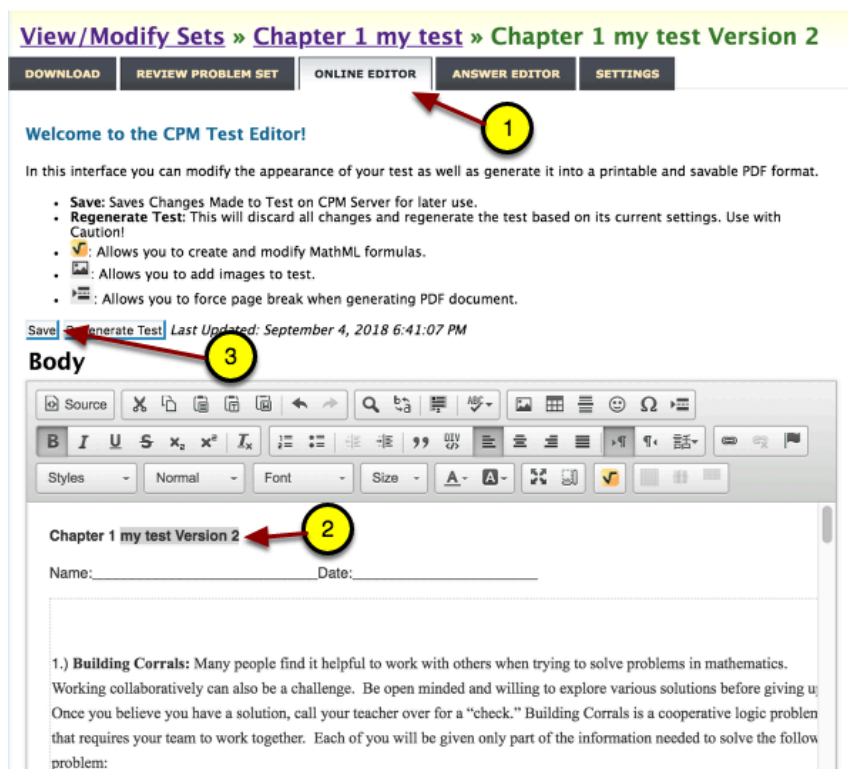 View/Modify Sets » Chapter 1 my test » Chapter 1 my test Version 2
DOWNLOAD REVIEW PROBLEM SET ONLINE EDITOR ANSWER EDITOR SETTINGS
1
Welcome to the CPM Test Editor!
In this interface you can modify the appearance of your test as well as generate it into a printable and savable PDF format.
• Save: Saves Changes Made to Test on CPM Server for later use.
• Regenerate Test: This will discard all changes and regenerate the test based on its current settings. Use with
Caution!
• : Allows you to create and modify MathML formulas.
• : Allows you to add images to test.
• : Allows you to force page break when generating PDF document.
Save Test Last Updated: September 4, 2018 6:41:07 PM
3
Body
Source
B I U S x₂ x² Iₓ
Styles Normal Font Size A A
Chapter 1 my test Version 2
2
Name:____________________________Date:_______________________
1.) Building Corrals: Many people find it helpful to work with others when trying to solve problems in mathematics.
Working collaboratively can also be a challenge. Be open minded and willing to explore various solutions before giving
Once you believe you have a solution, call your teacher over for a “check.” Building Corrals is a cooperative logic
that requires your team to work together. Each of you will be given only part of the information needed to solve the
problem: